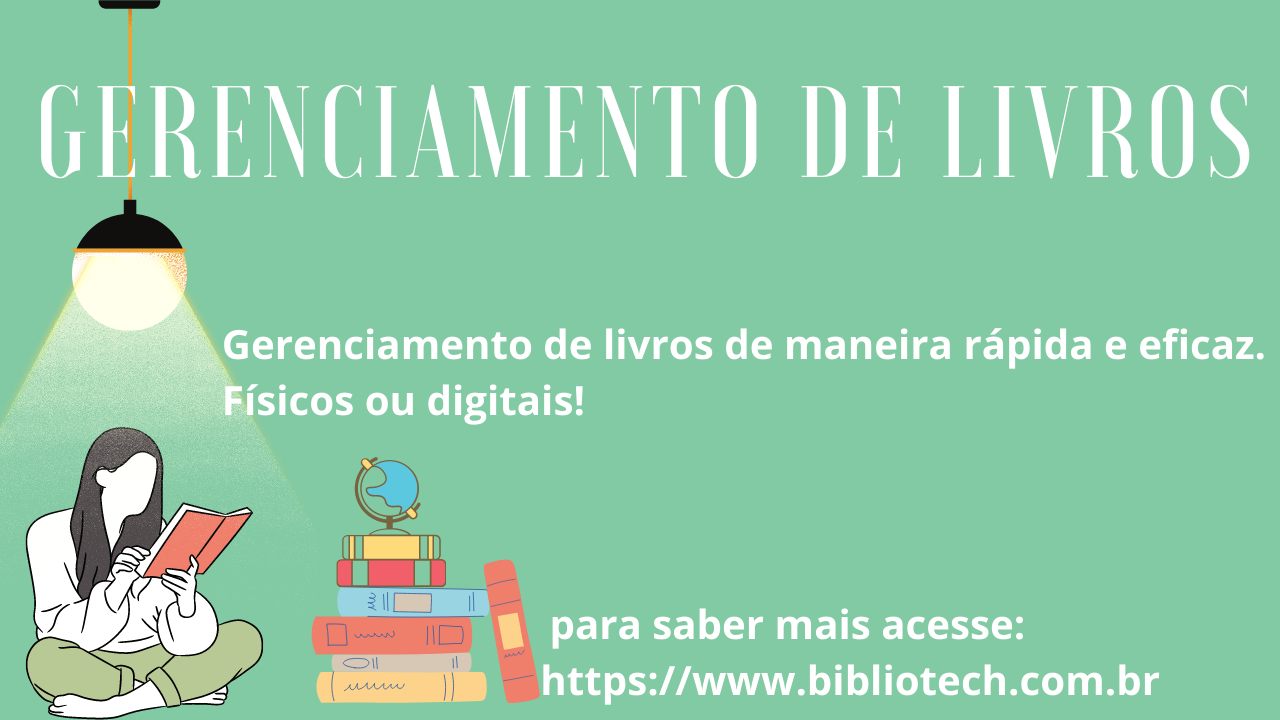 GERENCIAMENTO DE LIVROS
Gerenciamento de livros de maneira rápida e eficaz.
Físicos ou digitais!
para saber mais acesse:
https://www.bibliotech.com.br